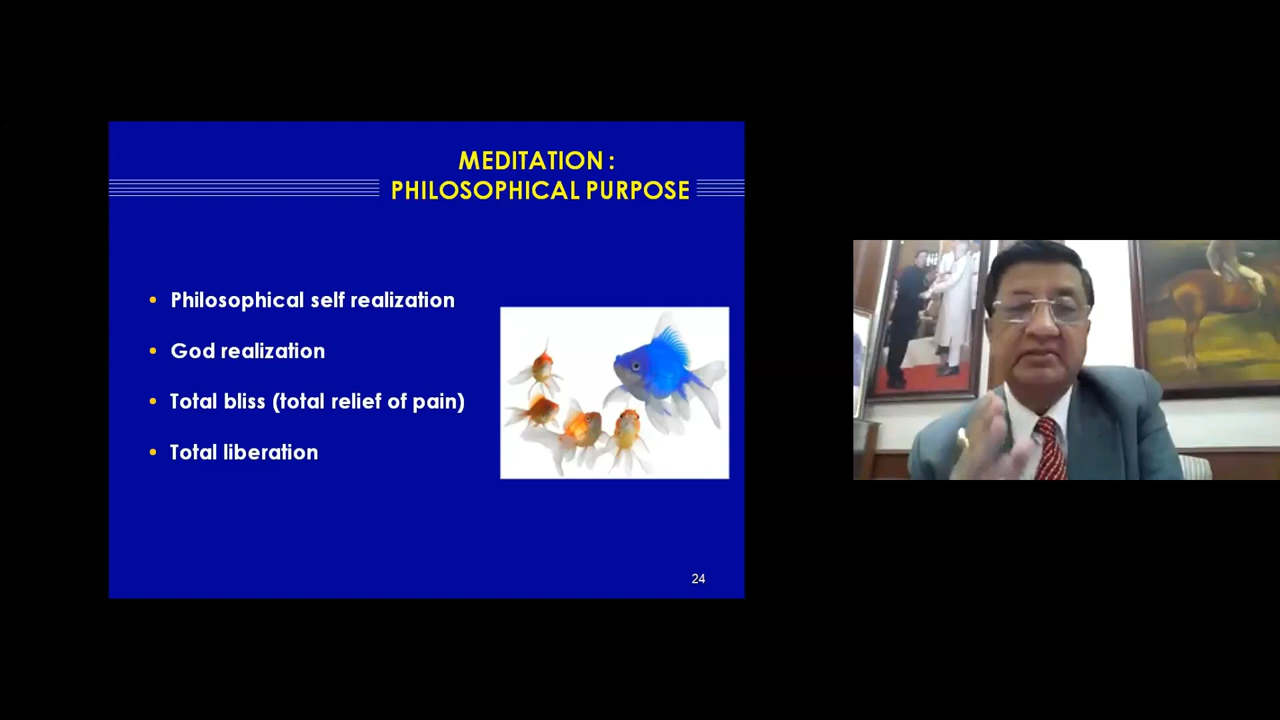 MEDITATION :
PHILOSOPHICAL PURPOSE
• Philosophical self realization
• God realization
• Total bliss (total relief of pain)
• Total liberation
24